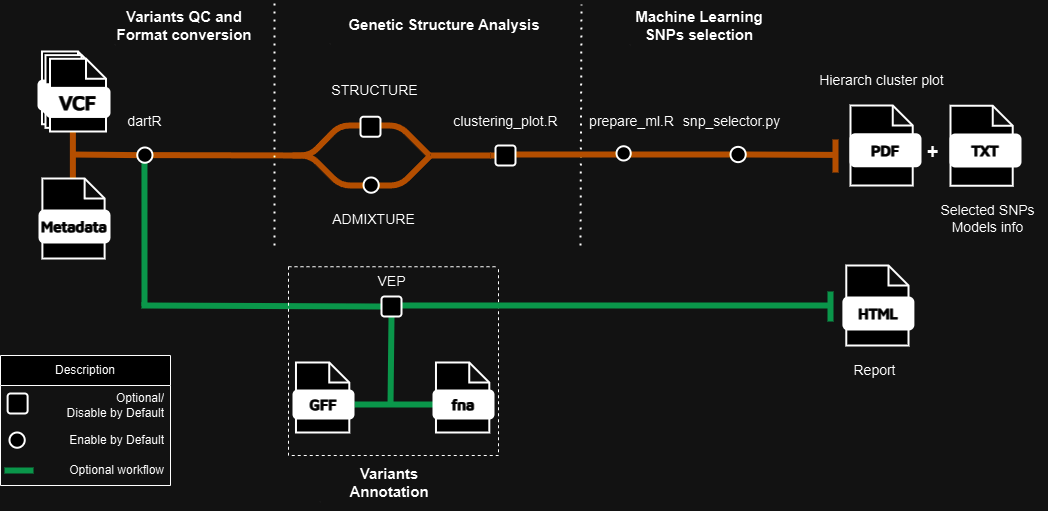 Variants QC and
Format conversion
Genetic Structure Analysis
Machine Learning
SNPs selection
VCF
dartR
STRUCTURE
clustering_plot.R
prepare_ml.R
snp_selector.py
Hierarch cluster plot
PDF
+
TXT
Metadata
ADMIXTURE
Selected SNPs
Models info
VEP
HTML
Report
GFF
fna
Variants
Annotation
Description
Optional/
Disable by Default
Enable by Default
Optional workflow